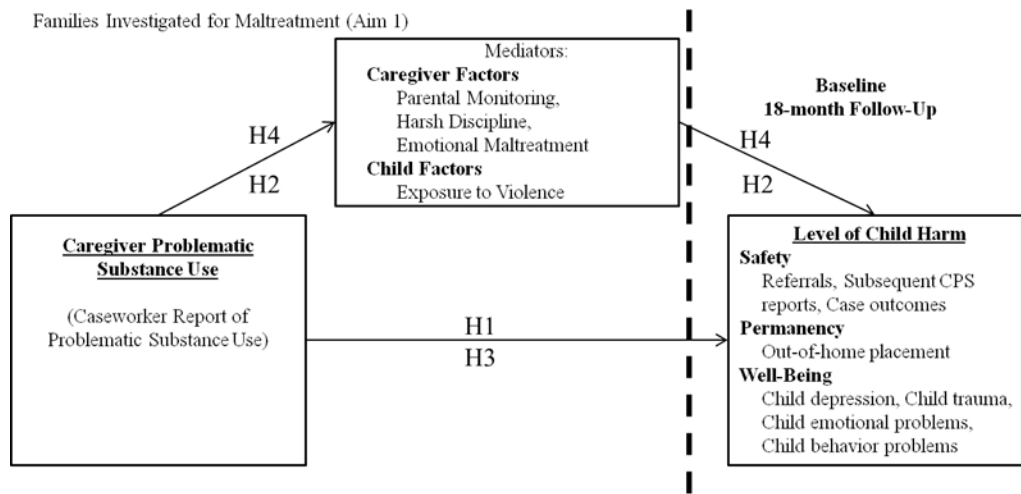 Families Investigated for Maltreatment (Aim 1)
Mediators:
Caregiver Factors
Parental Monitoring,
Harsh Discipline,
Emotional Maltreatment
Child Factors
Exposure to Violence
Baseline
18-month Follow-Up
H4
H2
H4
H2
Caregiver Problematic
Substance Use
(Caseworker Report of
Problematic Substance Use)
H1
H3
Level of Child Harm
Safety
Referrals, Subsequent CPS
reports, Case outcomes
Permanency
Out-of-home placement
Well-Being
Child depression, Child trauma,
Child emotional problems,
Child behavior problems